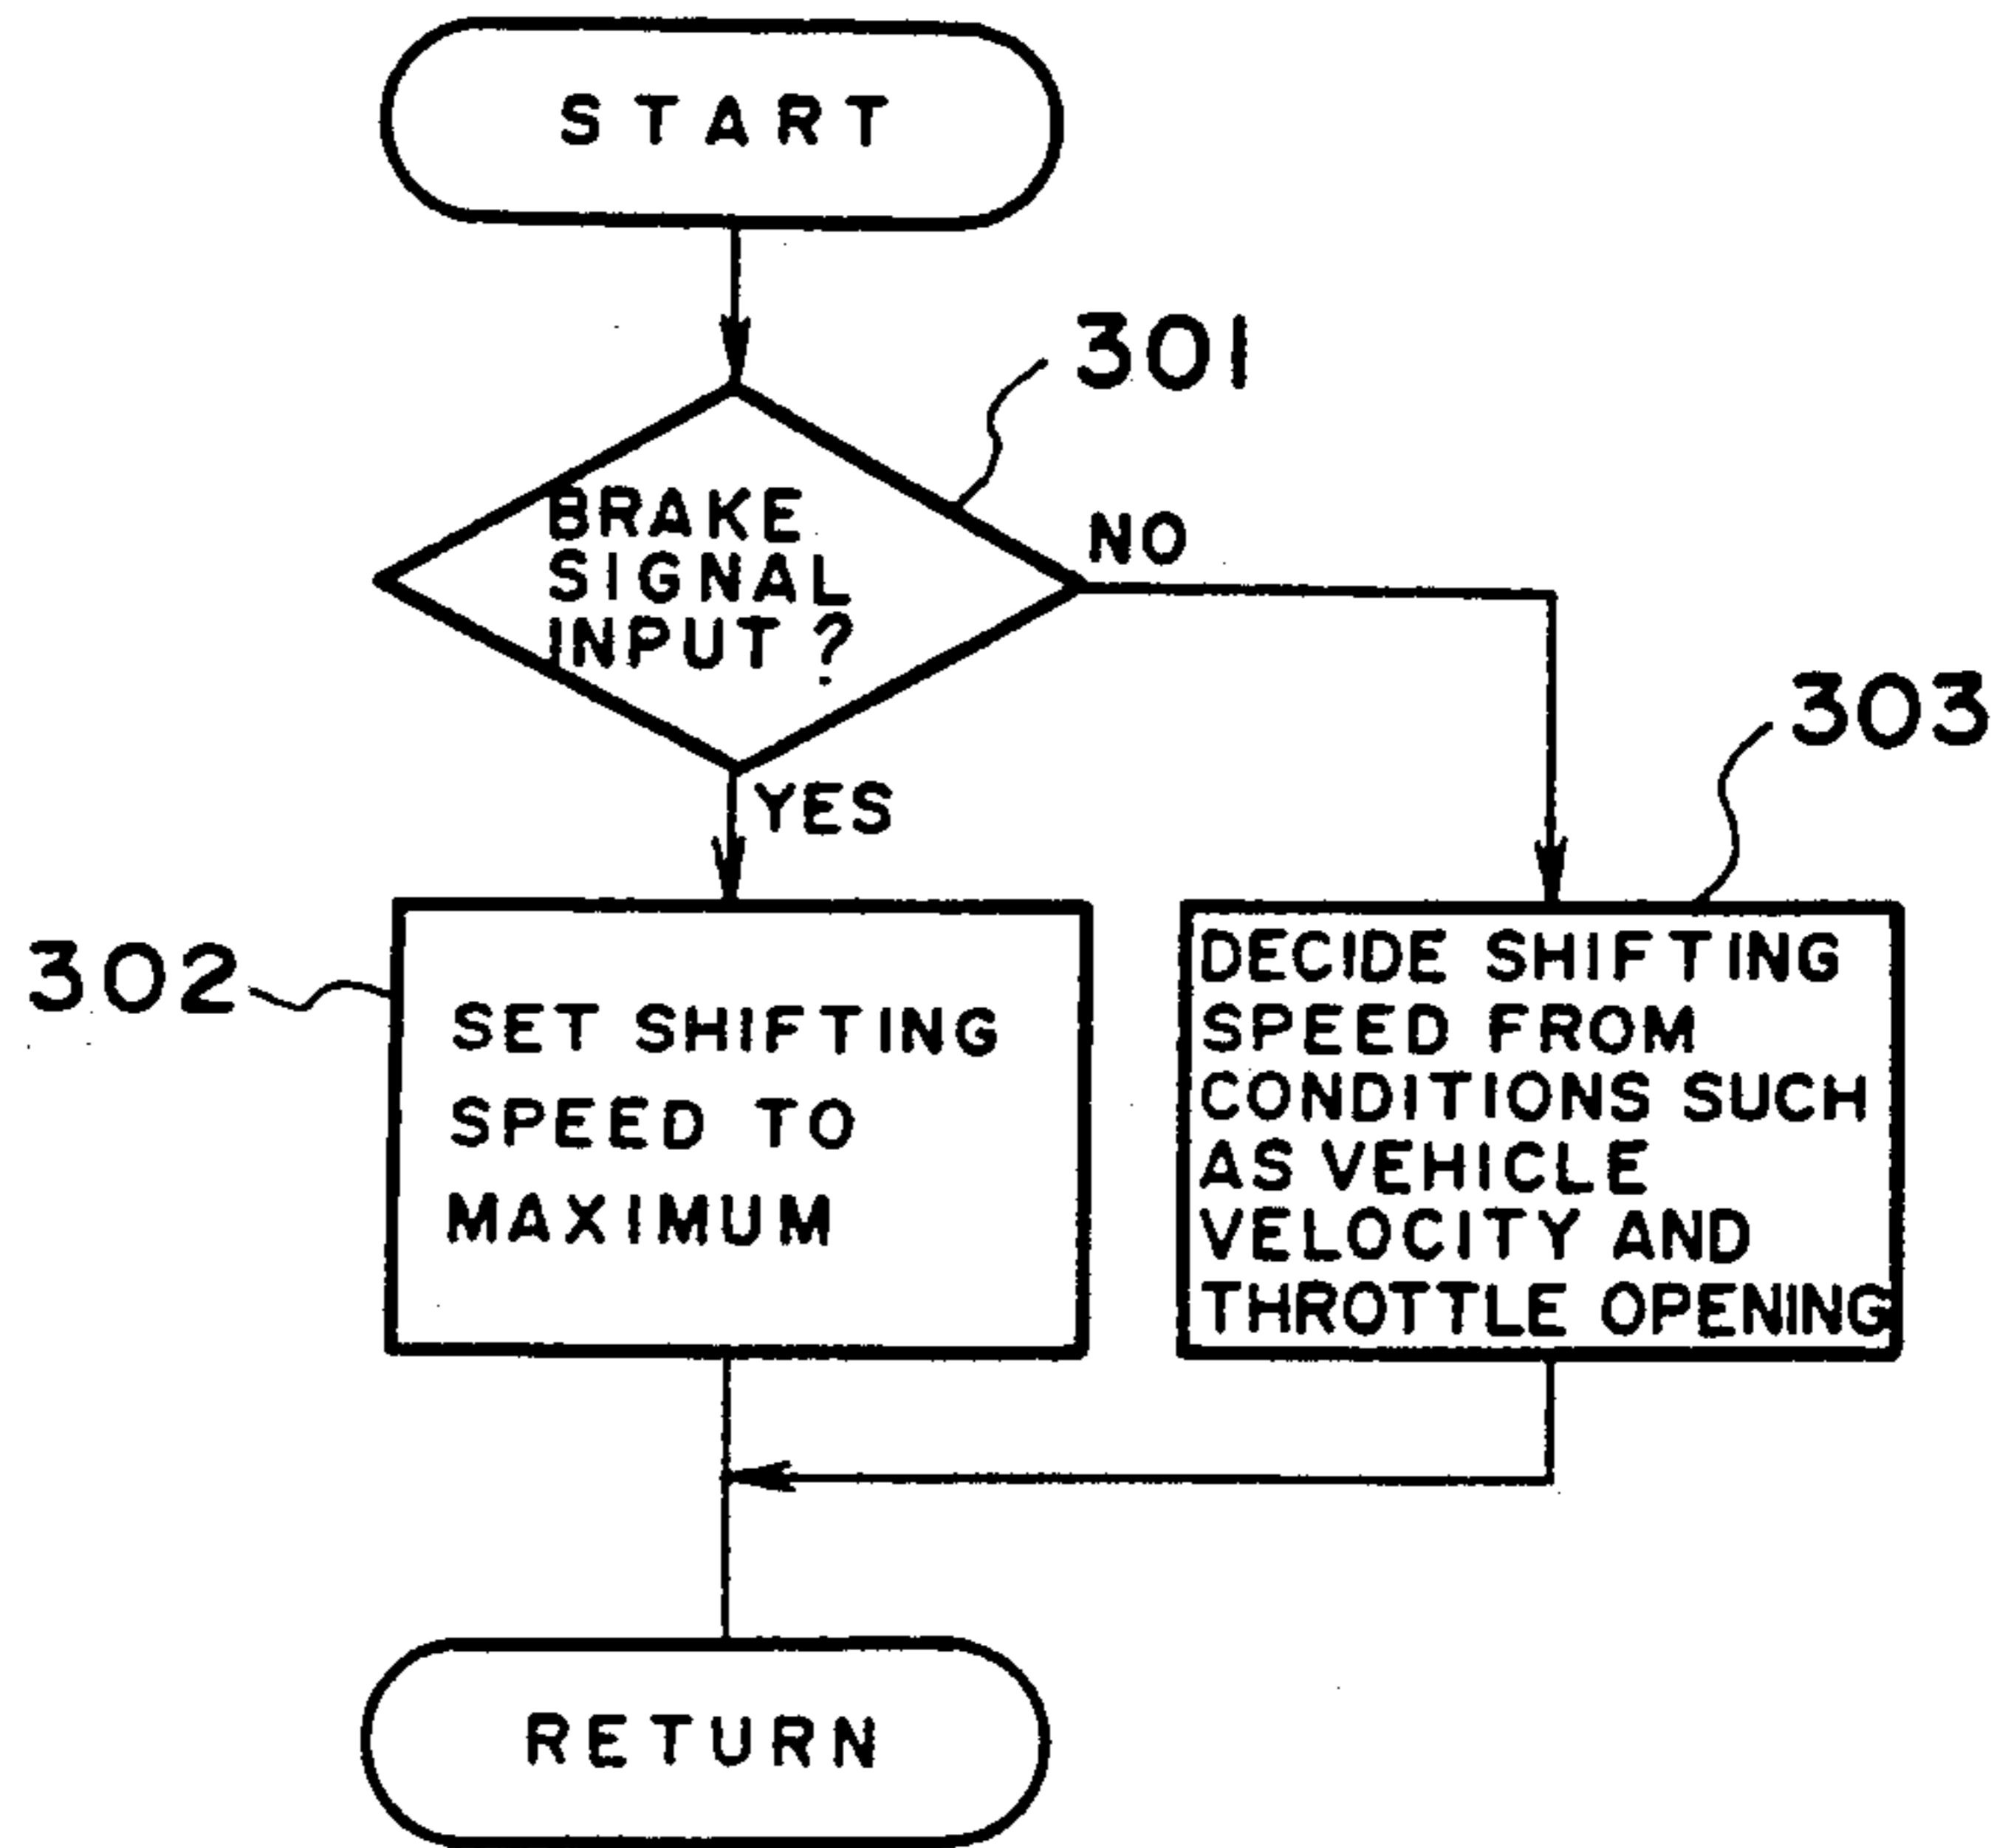 START
301
BRAKE
SIGNAL
INPUT?
NO
YES
303
302
SET SHIFTING
SPEED TO
MAXIMUM
DECIDE SHIFTING
SPEED FROM
CONDITIONS SUCH
AS VEHICLE
VELOCITY AND
THROTTLE OPENING
RETURN